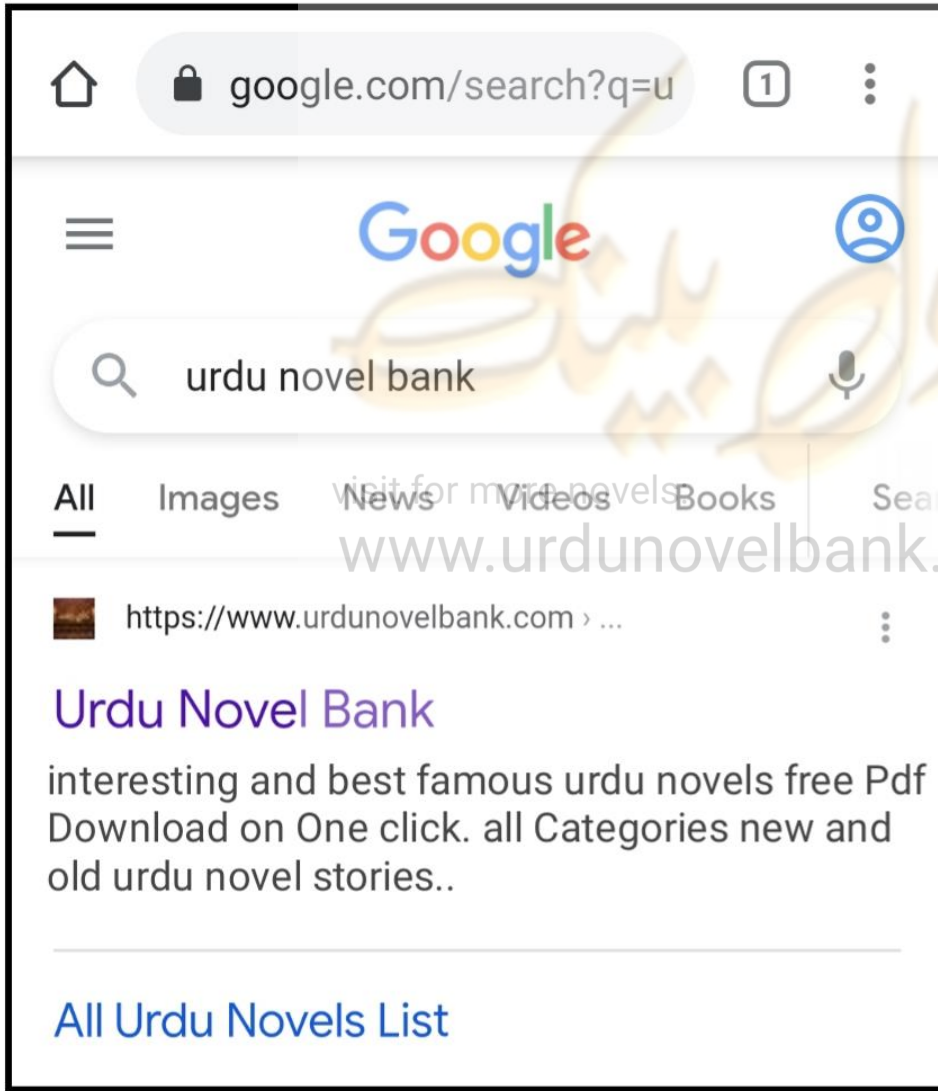 google.com/search?q=u
1
Google
urdu novel bank
All Images News Videos Books Sea
visit for more novels
www.urdunovelbank.
https://www.urdunovelbank.com › ...
Urdu Novel Bank
interesting and best famous urdu novels free Pdf
Download on One click. all Categories new and
old urdu novel stories..
All Urdu Novels List